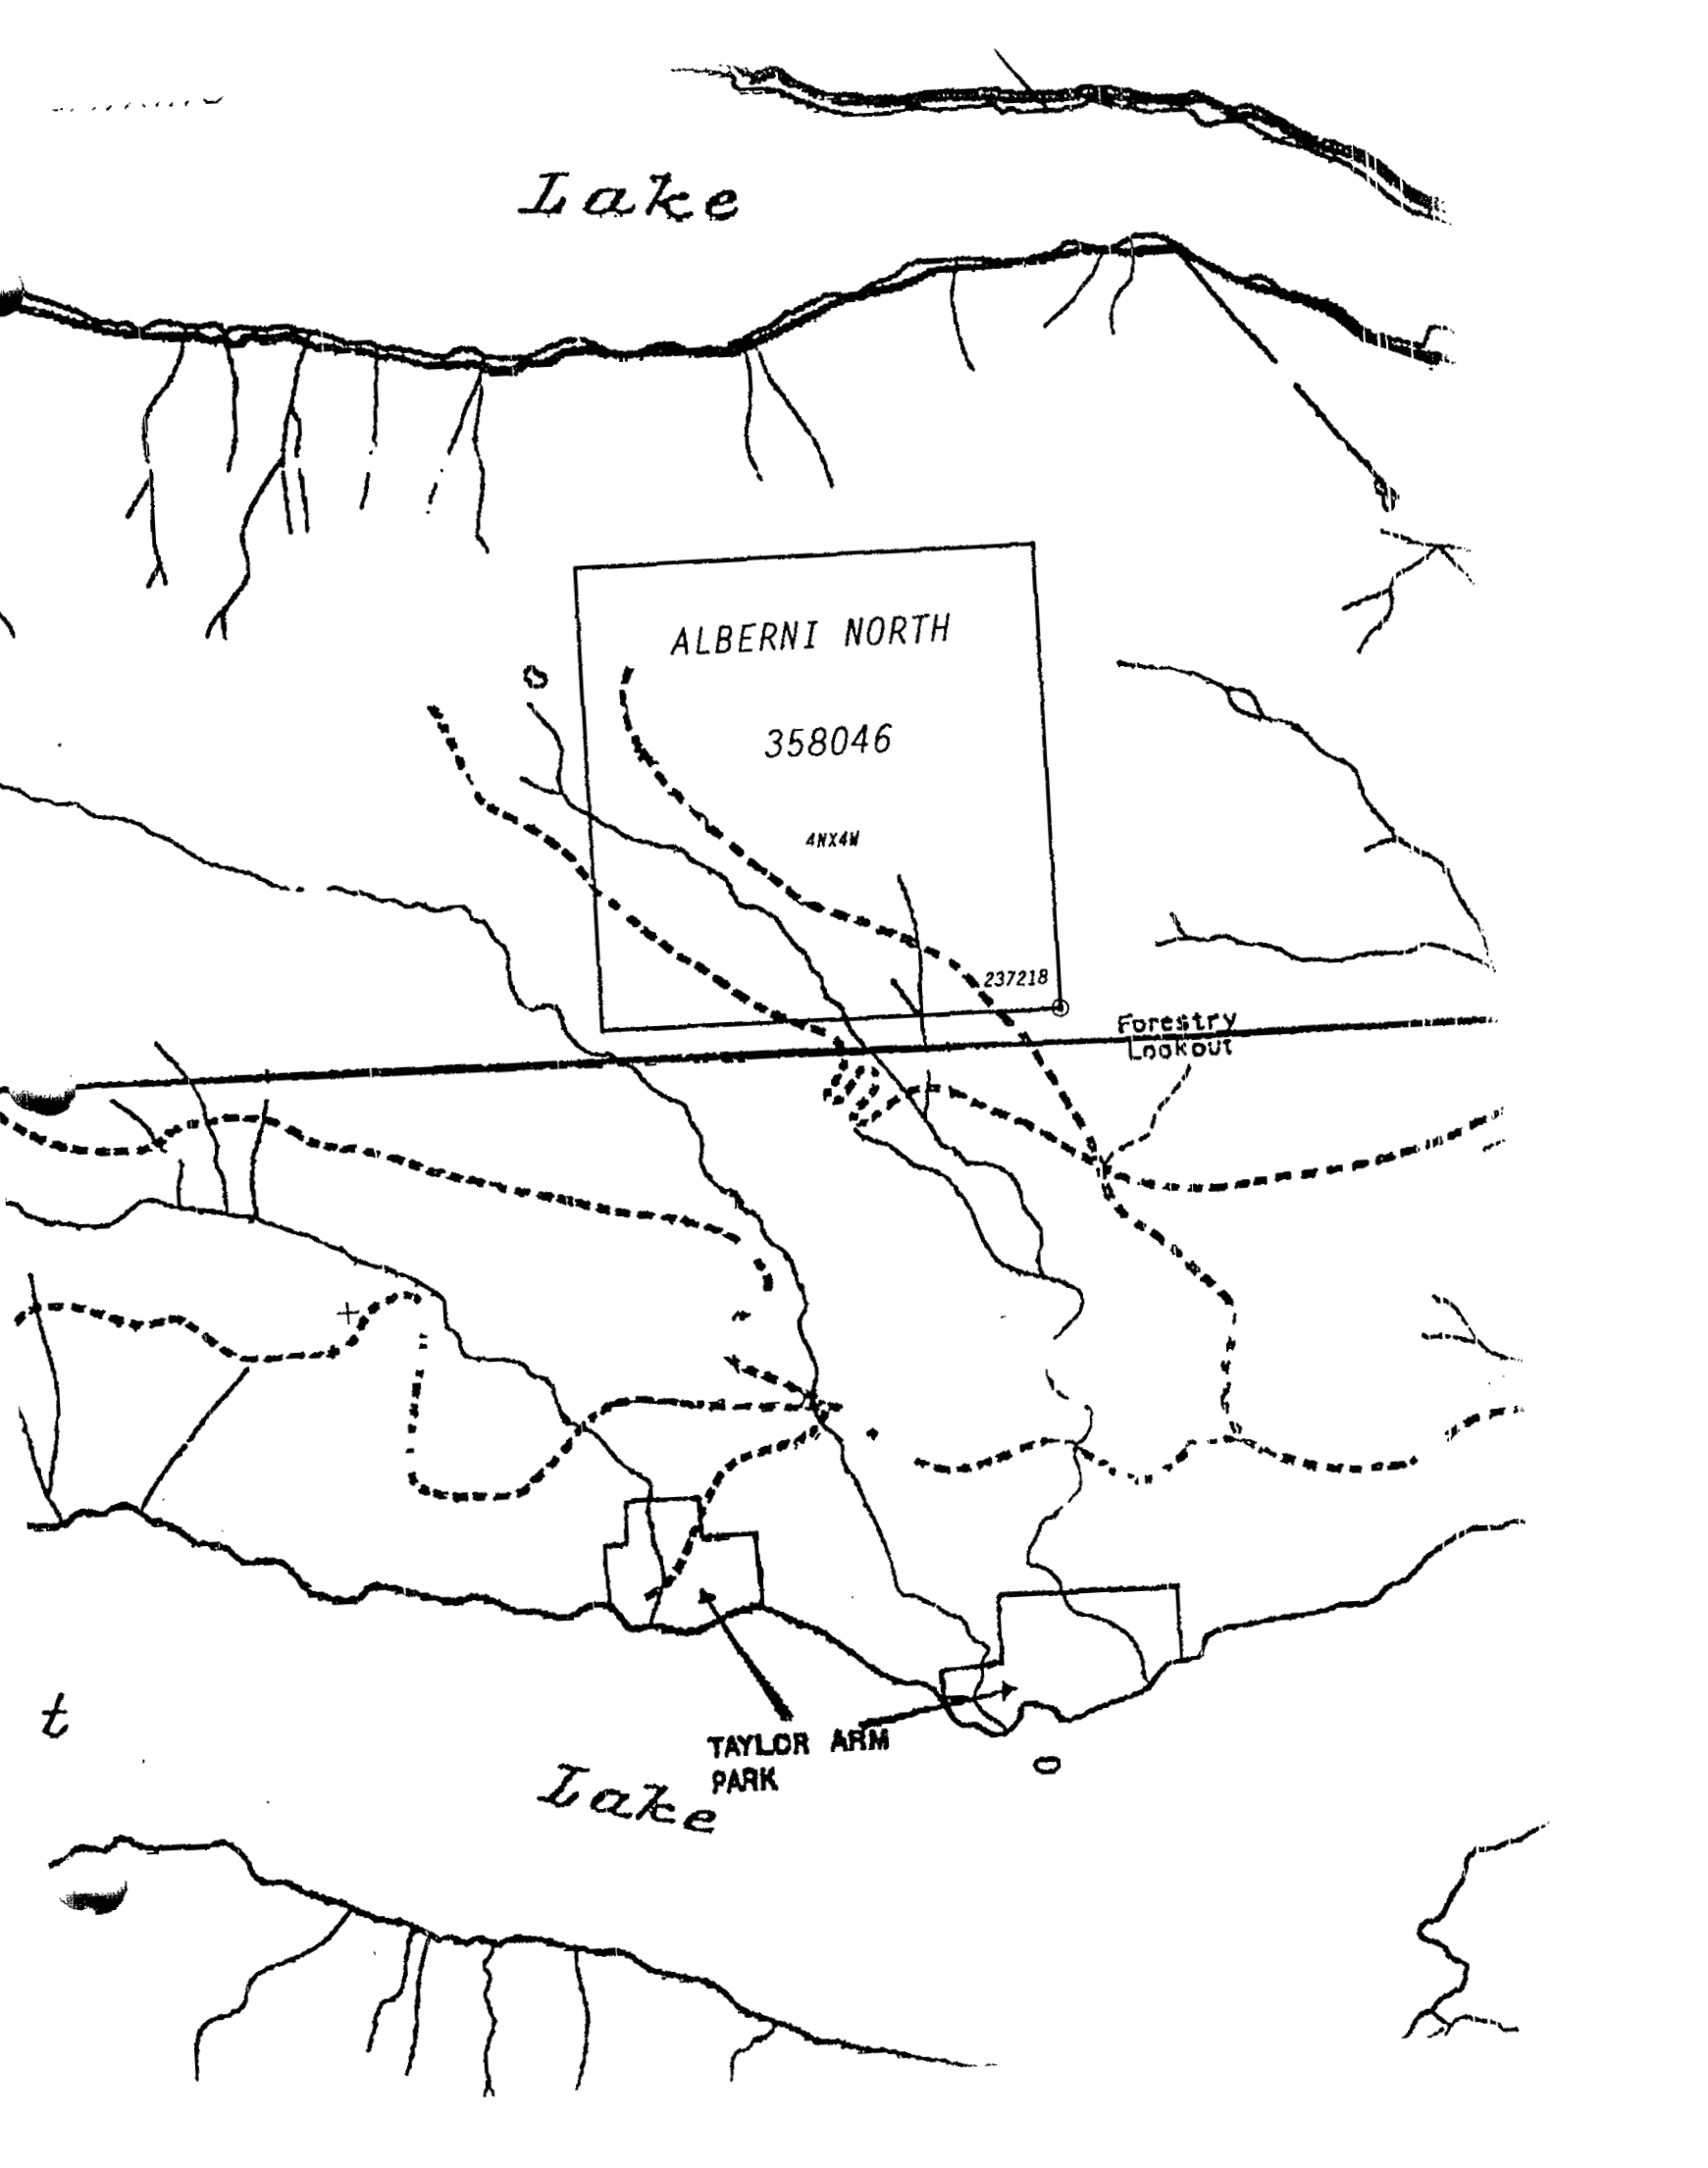 Lake
ALBERNI NORTH
358046
4NX4W
237218
Forestry
Lookout
t
TAYLOR ARM
PARK
Lake